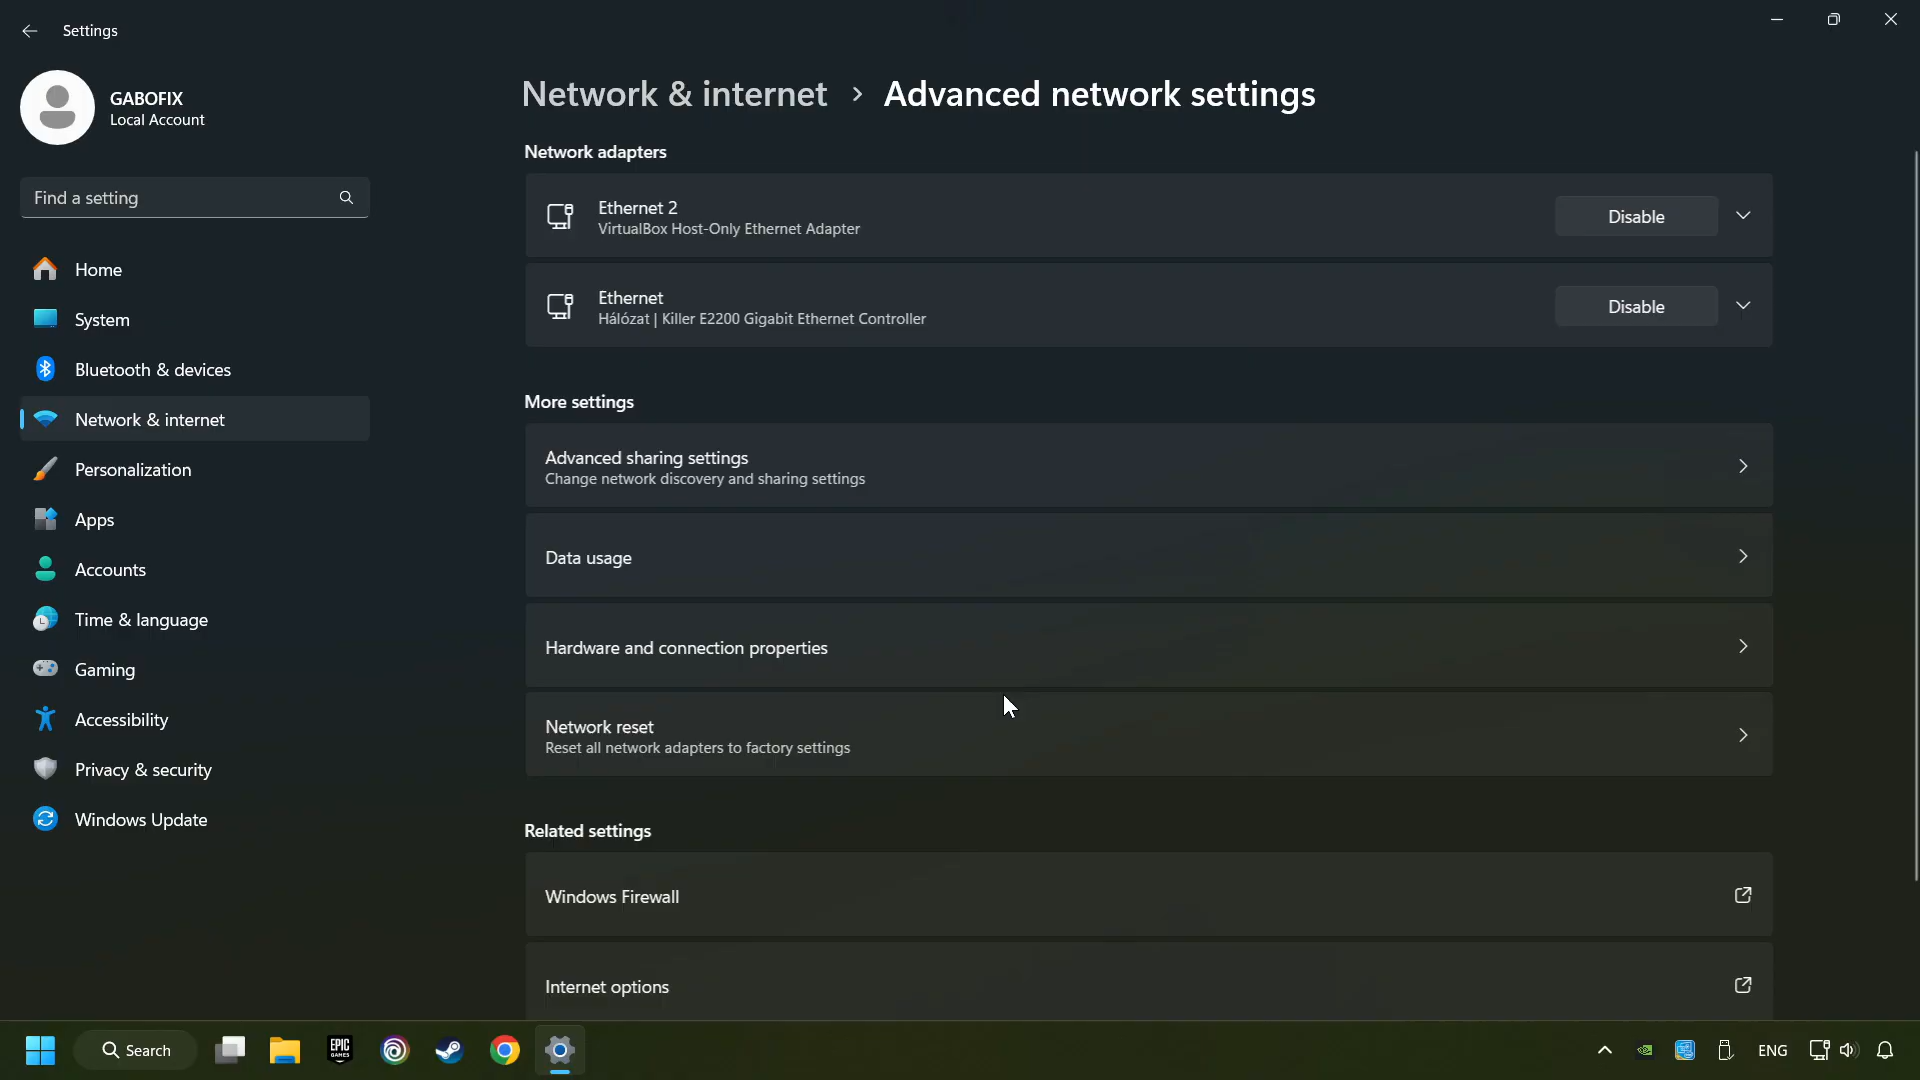 Settings
GABOFIX
Local Account
Find a setting
Home
System
Bluetooth & devices
Network & internet
Personalization
Apps
Accounts
Time & language
Gaming
Accessibility
Privacy & security
Windows Update
Network & internet > Advanced network settings
Network adapters
Ethernet 2
VirtualBox Host-Only Ethernet Adapter
Disable
Ethernet
Hálózat | Killer E2200 Gigabit Ethernet Controller
Disable
More settings
Advanced sharing settings
Change network discovery and sharing settings
Data usage
Hardware and connection properties
Network reset
Reset all network adapters to factory settings
Related settings
Windows Firewall
Internet options
Search
EPIC
GAMES
ENG